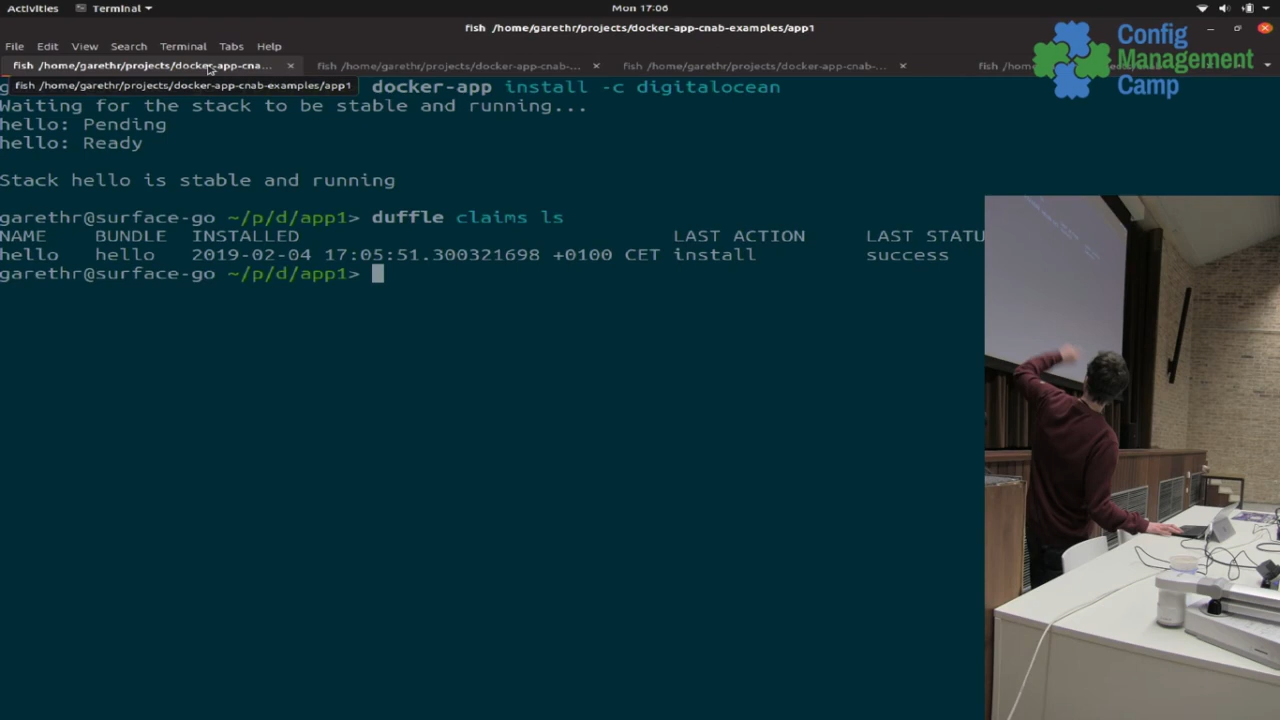 Activities Terminal Mon 17:06
fish /home/garethr/projects/docker-app-cnab-examples/app1
File Edit View Search Terminal Tabs Help
fish /home/garethr/projects/docker-app-cna... fish /home/garethr/projects/docker-app-cnab-... fish /home/garethr/projects/docker-app-cnab-...
fish /home/garethr/projects/docker-app-cnab-examples/app1
Config
Management
Camp
docker-app install -c digitalocean
Waiting for the stack to be stable and running...
hello: Pending
hello: Ready
Stack hello is stable and running
garethr@surface-go ~/p/d/app1> duffle claims ls
NAME BUNDLE INSTALLED LAST ACTION LAST STATU
hello hello 2019-02-04 17:05:51.300321698 +0100 CET install success
garethr@surface-go ~/p/d/app1>